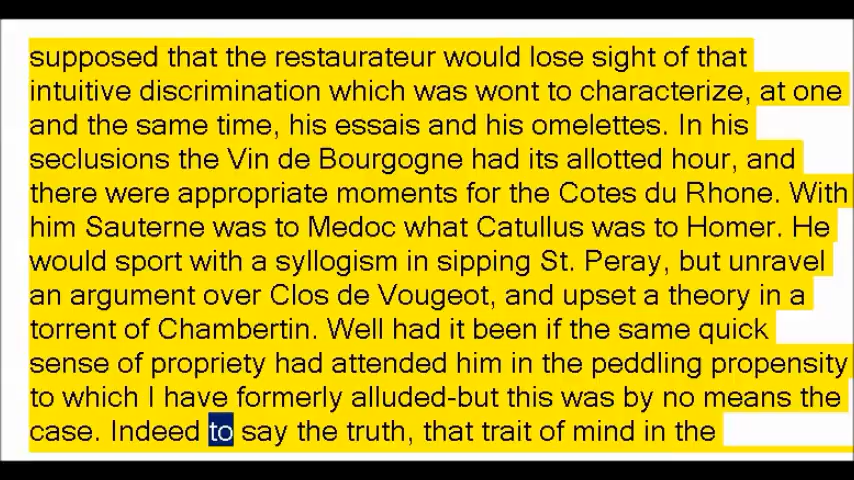 supposed that the restaurateur would lose sight of that
intuitive discrimination which was wont to characterize, at one
and the same time, his essais and his omelettes. In his
seclusions the Vin de Bourgogne had its allotted hour, and
there were appropriate moments for the Cotes du Rhone. With
him Sauterne was to Medoc what Catullus was to Homer. He
would sport with a syllogism in sipping St. Peray, but unravel
an argument over Clos de Vougeot, and upset a theory in a
torrent of Chambertin. Well had it been if the same quick
sense of propriety had attended him in the peddling propensity
to which I have formerly alluded-but this was by no means the
case. Indeed to say the truth, that trait of mind in the